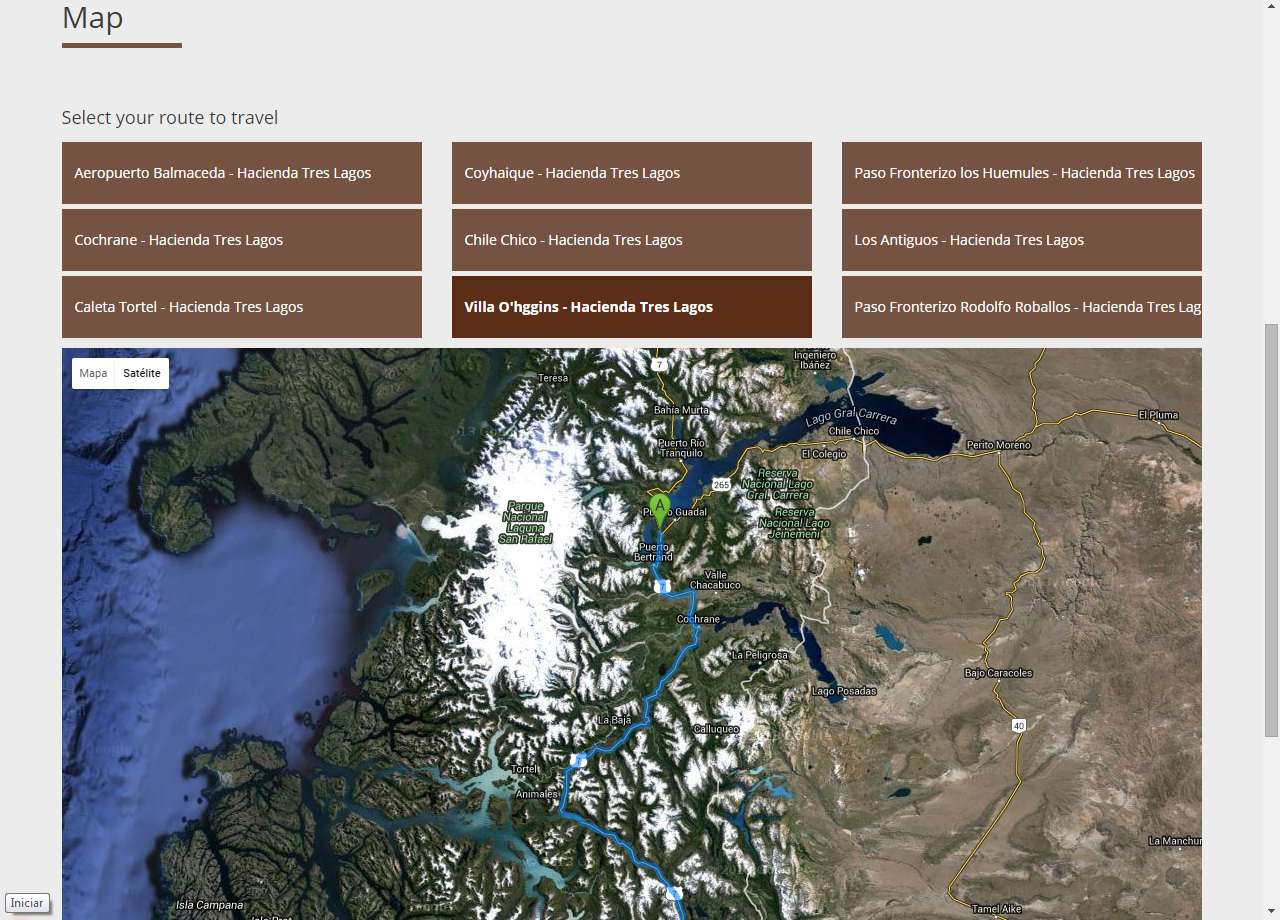 Map
Select your route to travel
Aeropuerto Balmaceda - Hacienda Tres Lagos
Coyhaique - Hacienda Tres Lagos
Paso Fronterizo los Huemules - Hacienda Tres Lagos
Cochrane - Hacienda Tres Lagos
Chile Chico - Hacienda Tres Lagos
Los Antiguos - Hacienda Tres Lagos
Caleta Tortel - Hacienda Tres Lagos
Villa O'hggins - Hacienda Tres Lagos
Paso Fronterizo Rodolfo Roballos - Hacienda Tres Lag
Mapa
Satélite
Teresa
7
Ingeniero
Ibáñez
Bahía Murta
Lago Gral Carrera
El Pluma
Chile Chico
Puerto Río
Tranquilo
El Colegio
Perito Moreno
265
Reserva
Nacional Lago
Gral. Carrera
A
Guadal
Parque
Nacional
Laguna
San Rafael
Reserva
Nacional Lago
Jeinemeni
Puerto
Bertrand
Valle
Chacabuco
7
Cochrane
La Peligrosa
Bajo Caracoles
Lago Posadas
La Baja
Calluqueo
40
7
Tortel
Animales
La Manchur
Isla Campana
Tamel Aike
Iniciar